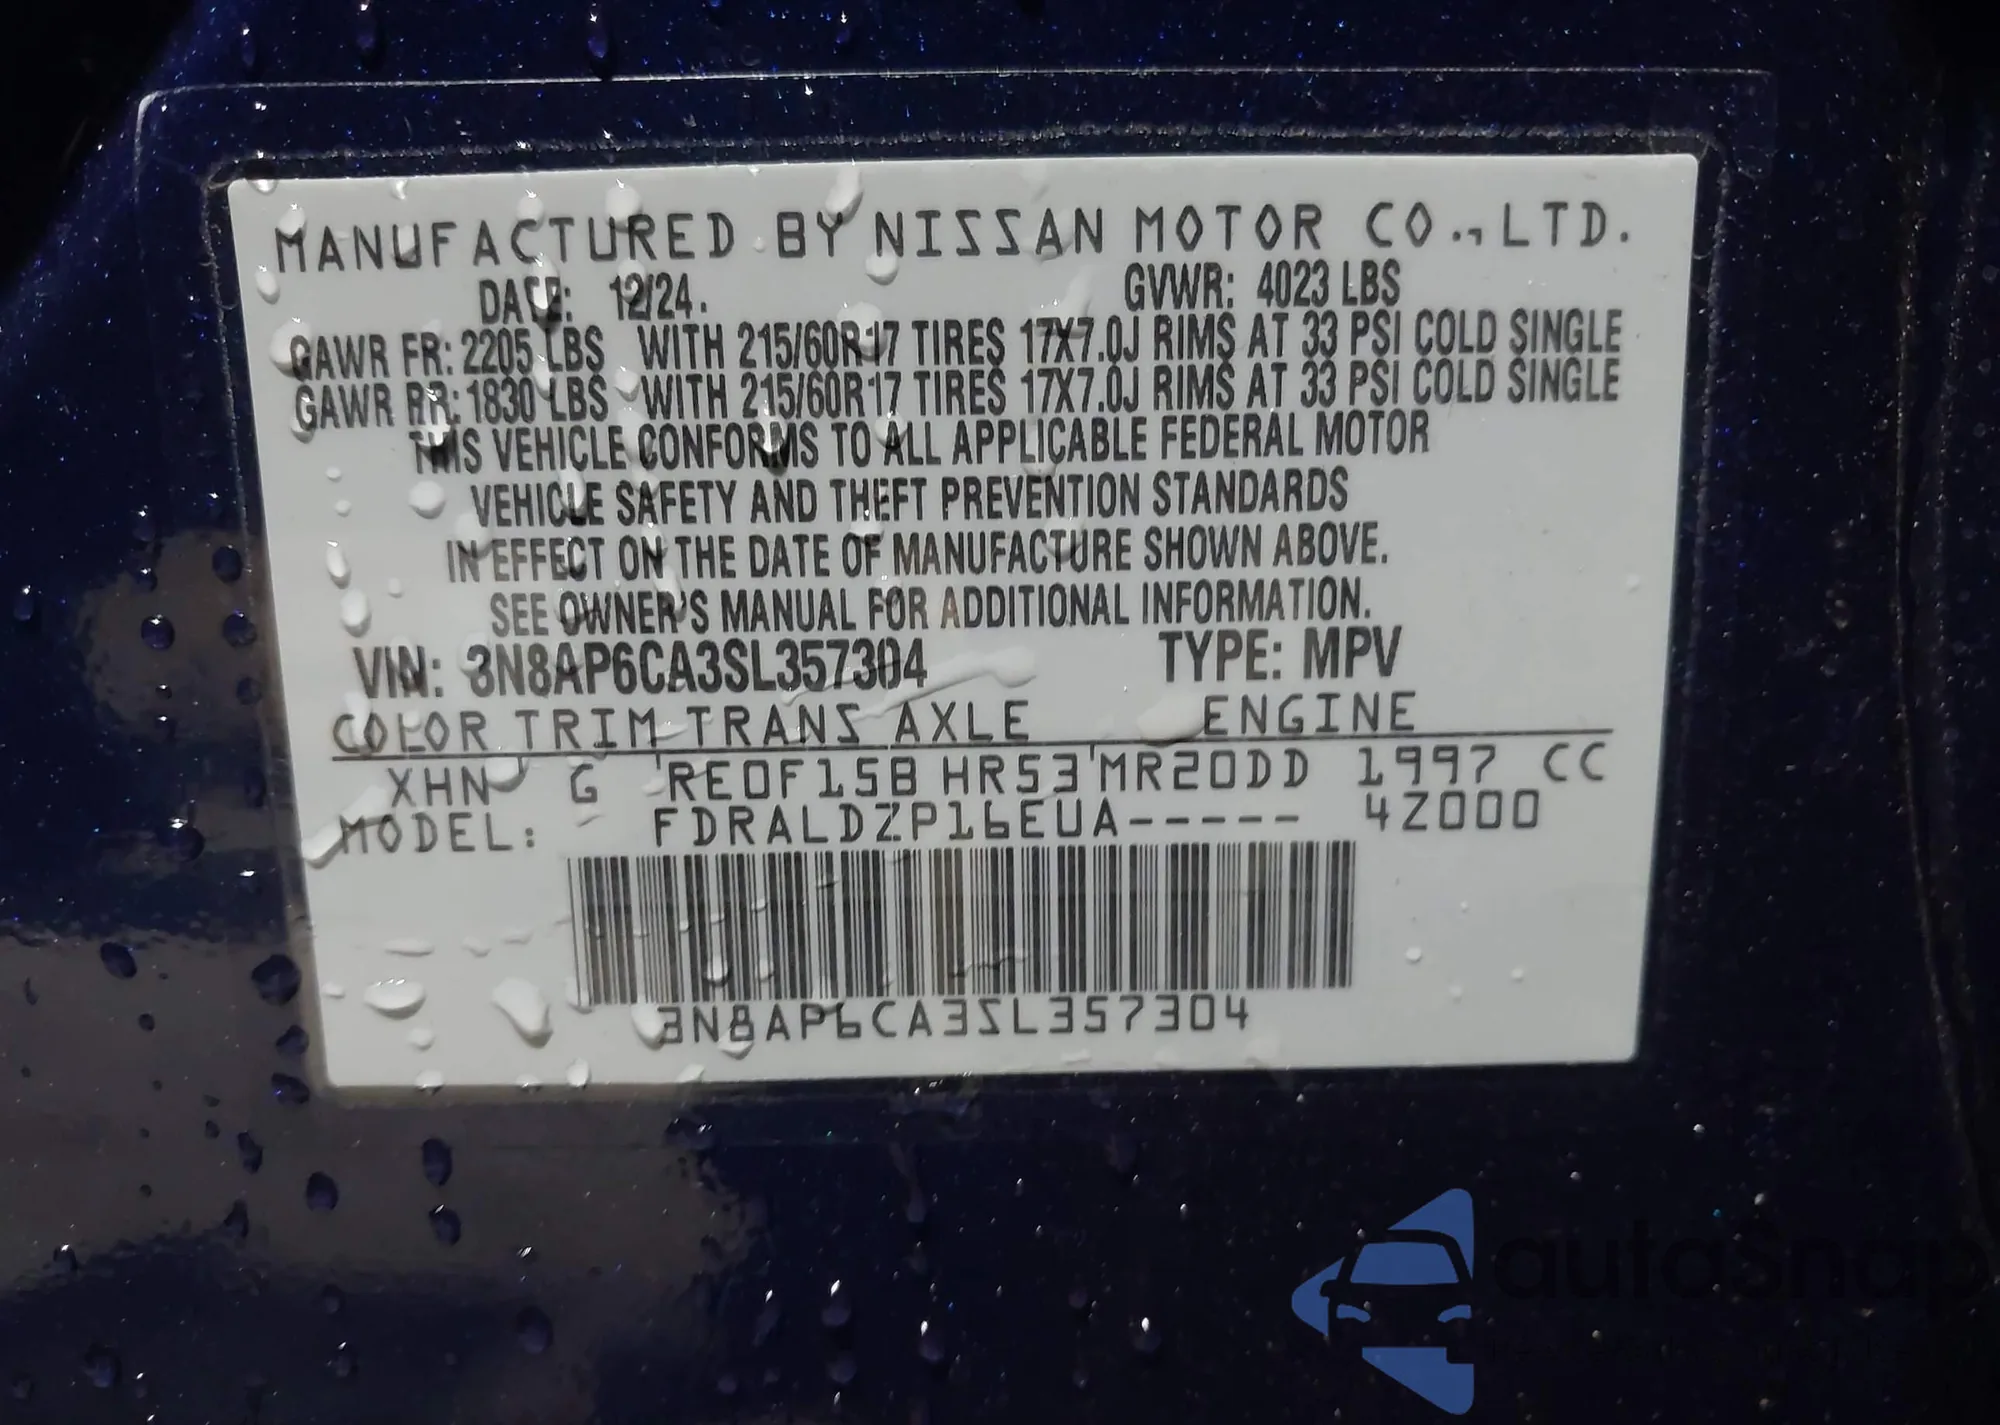 MANUFACTURED BY NISSAN MOTOR CO., LTD.
DATE: 12/24. GVWR: 4023 LBS
GAWR FR: 2205 LBS WITH 215/60R17 TIRES 17X7.0J RIMS AT 33 PSI COLD SINGLE
GAWR RR: 1830 LBS WITH 215/60R17 TIRES 17X7.0J RIMS AT 33 PSI COLD SINGLE
THIS VEHICLE CONFORMS TO ALL APPLICABLE FEDERAL MOTOR
VEHICLE SAFETY AND THEFT PREVENTION STANDARDS
IN EFFECT ON THE DATE OF MANUFACTURE SHOWN ABOVE.
SEE OWNER'S MANUAL FOR ADDITIONAL INFORMATION.
VIN: 3N8AP6CA3SL357304 TYPE: MPV
COLOR TRIM TRANS AXLE ENGINE
XHN G RE0F15B HR53 MR20DD 1997 CC
MODEL: FDRALDZP16EUA----- 4Z000
3N8AP6CA3SL357304
autoSnap